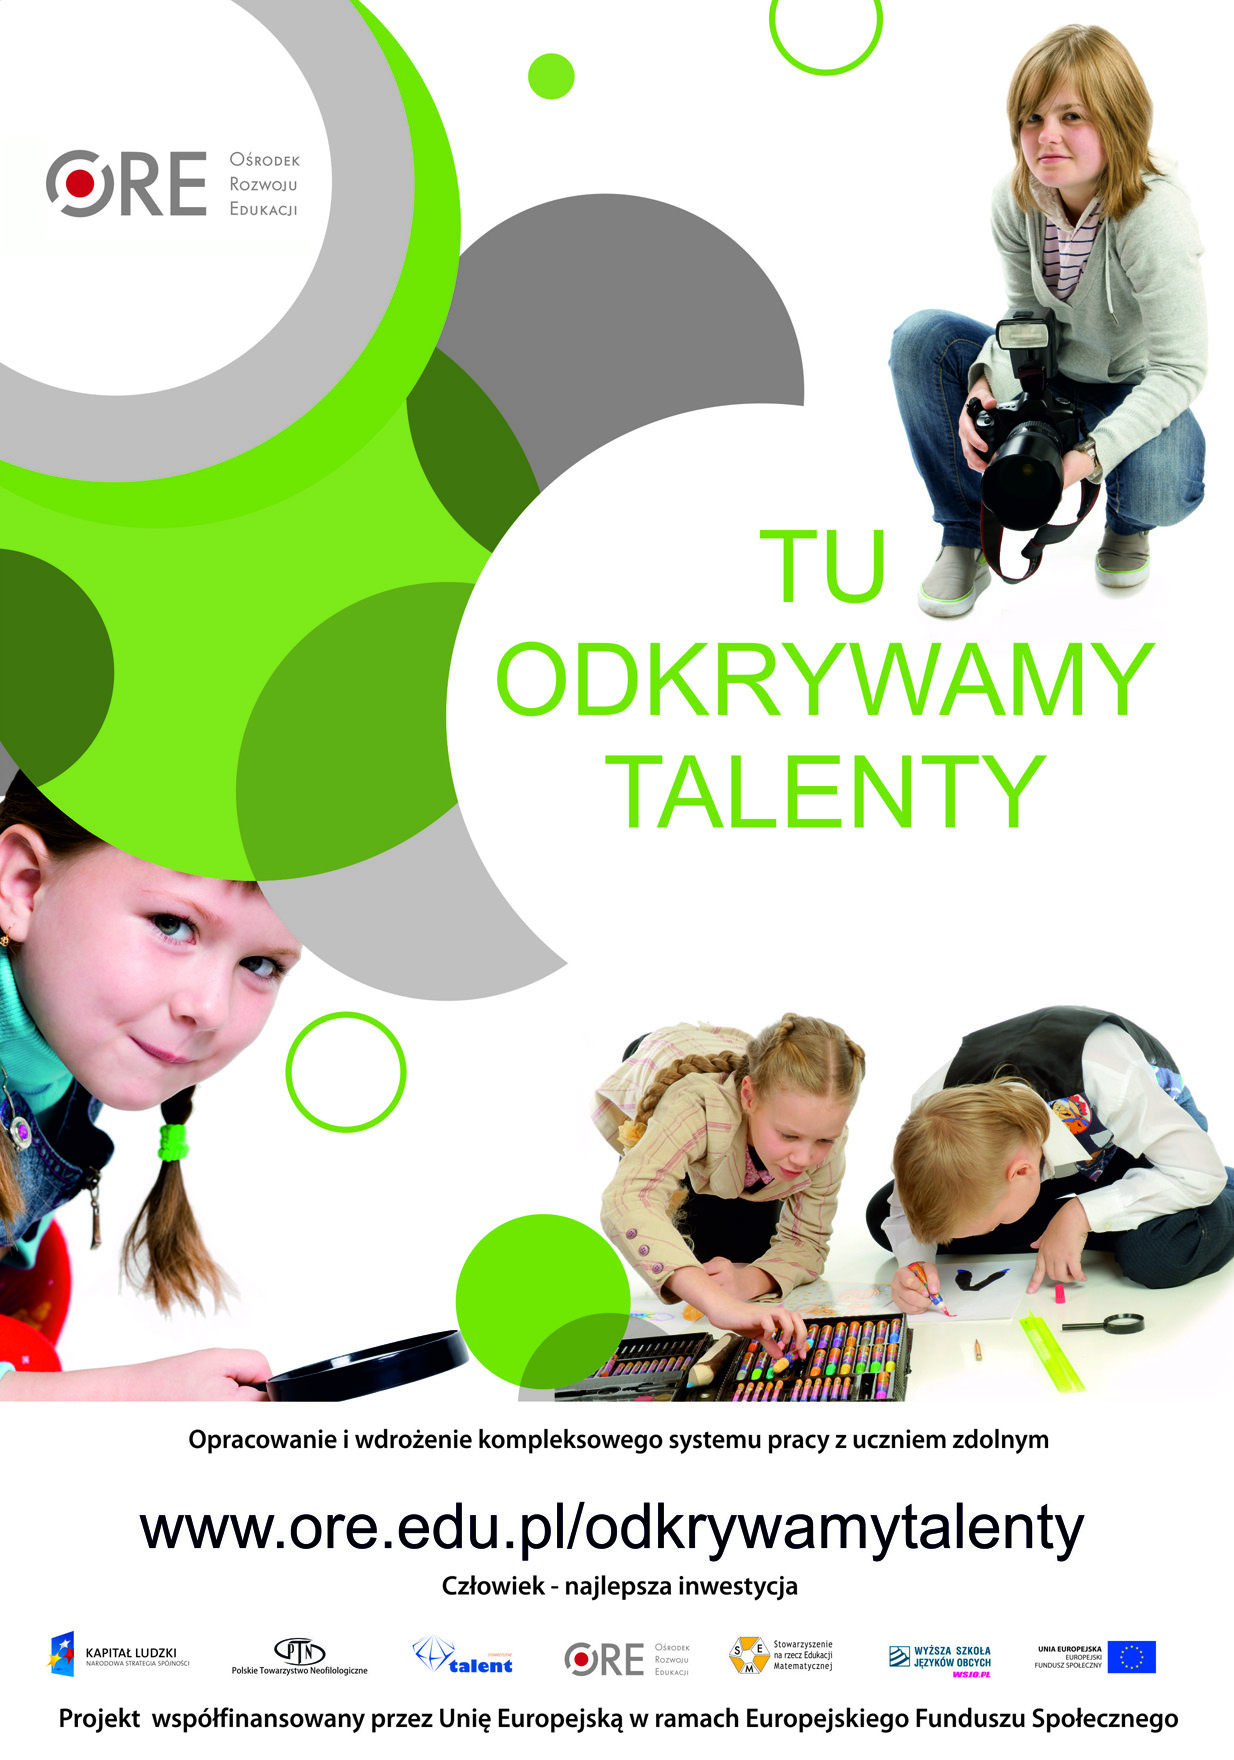 ORE
Ośrodek
Rozwoju
Edukacji
TU
ODKRYWAMY
TALENTY
Opracowanie i wdrożenie kompleksowego systemu pracy z uczniem zdolnym
www.ore.edu.pl/odkrywamytalenty
Człowiek - najlepsza inwestycja
KAPITAŁ LUDZKI
NARODOWA STRATEGIA SPÓJNOŚCI
PTN
Polskie Towarzystwo Neofilologiczne
talent
ORE
Ośrodek
Rozwoju
Edukacji
S E M
Stowarzyszenie
na rzecz Edukacji
Matematycznej
WYŻSZA SZKOŁA
JĘZYKÓW OBCYCH
WSJO.PL
UNIA EUROPEJSKA
EUROPEJSKI
FUNDUSZ SPOŁECZNY
Projekt współfinansowany przez Unię Europejską w ramach Europejskiego Funduszu Społecznego